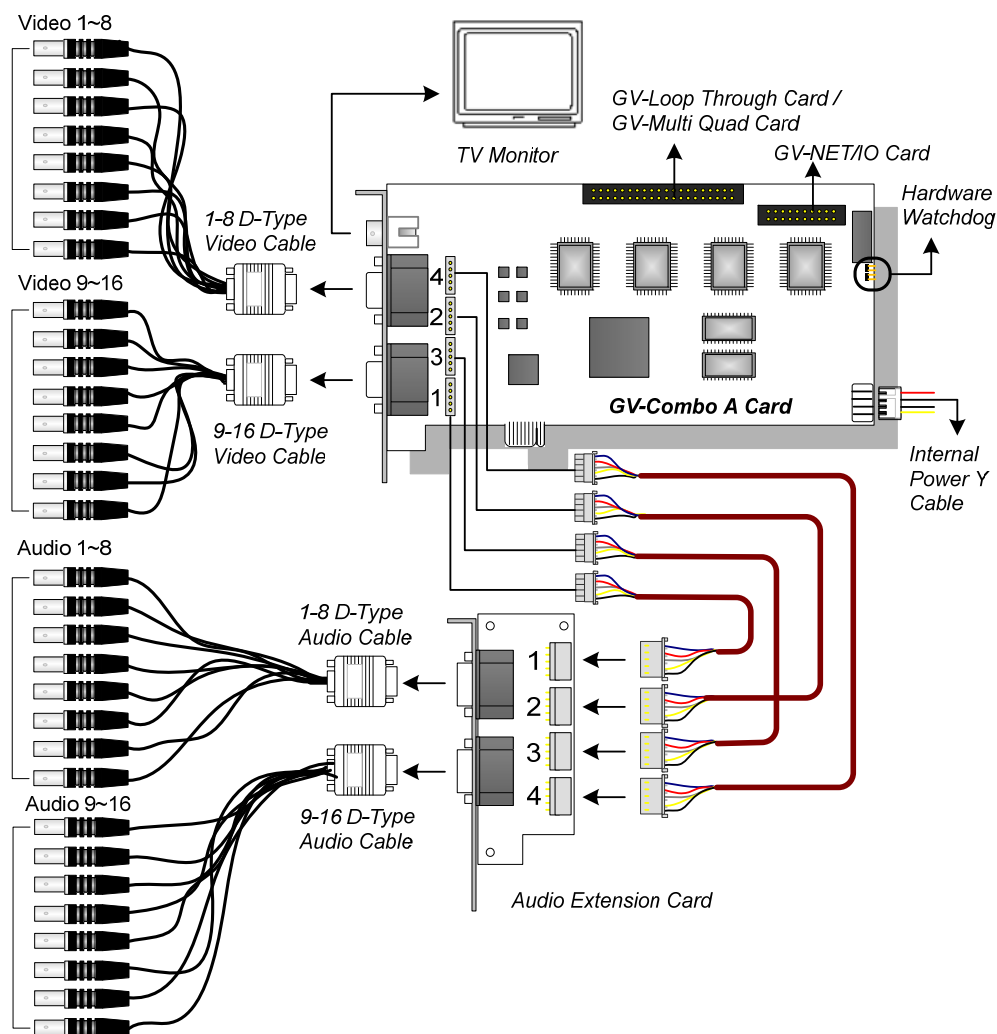 Video 1~8
TV Monitor
GV-Loop Through Card /
GV-Multi Quad Card
GV-NET/IO Card
Hardware
Watchdog
1-8 D-Type
Video Cable
Video 9~16
4
2
3
1
9-16 D-Type
Video Cable
GV-Combo A Card
Internal
Power Y
Cable
Audio 1~8
1-8 D-Type
Audio Cable
1
2
3
4
Audio 9~16
9-16 D-Type
Audio Cable
Audio Extension Card